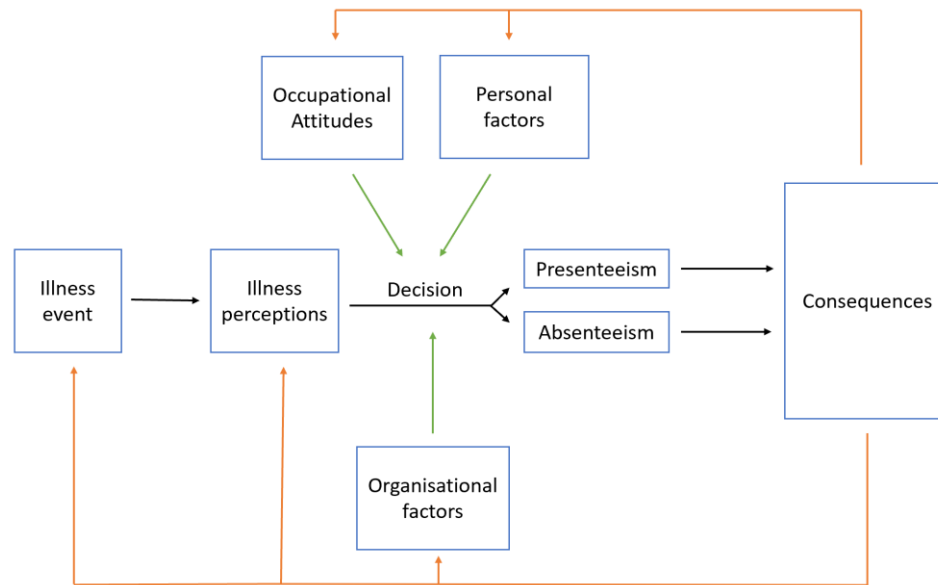 Occupational
Attitudes
Personal
factors
Illness
event
Illness
perceptions
Decision
Presenteeism
Absenteeism
Consequences
Organisational
factors